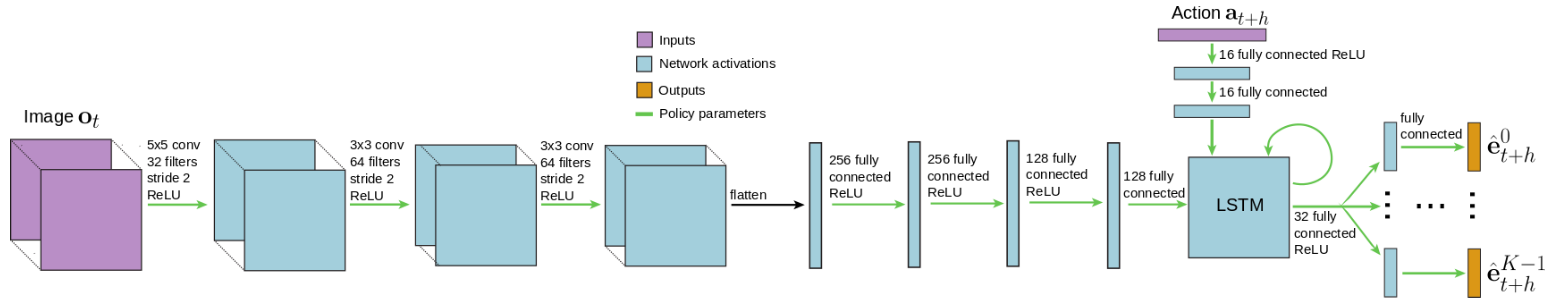 Image o_t
5x5 conv
32 filters
stride 2
ReLU
3x3 conv
64 filters
stride 2
ReLU
3x3 conv
64 filters
stride 2
ReLU
Inputs
Network activations
Outputs
Policy parameters
flatten
256 fully
connected
ReLU
256 fully
connected
ReLU
128 fully
connected
ReLU
128 fully
connected
Action a_{t+h}
16 fully connected ReLU
16 fully connected
LSTM
32 fully
connected
ReLU
fully
connected
ê^0_{t+h}
⋮ ⋯ ⋮
ê^{K−1}_{t+h}